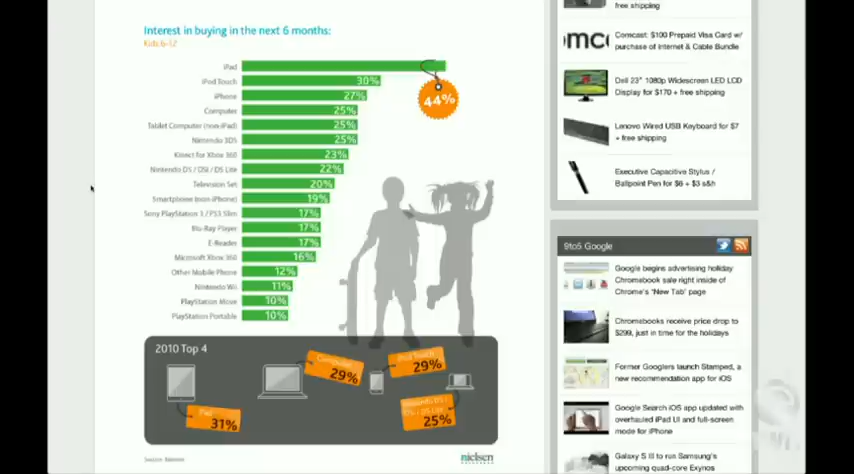 Interest in buying in the next 6 months:
Kids 6-12
iPad
44%
iPod Touch 30%
iPhone 27%
Computer 25%
Tablet Computer (non-iPad) 25%
Nintendo 3DS 25%
Kinect for Xbox 360 23%
Nintendo DS / DSi / DS Lite 22%
Television Set 20%
Smartphone (non-iPhone) 19%
Sony PlayStation 3 / PS3 Slim 17%
Blu-Ray Player 17%
E-Reader 17%
Microsoft Xbox 360 16%
Other Mobile Phone 12%
Nintendo Wii 11%
PlayStation Move 10%
PlayStation Portable 10%
2010 Top 4
iPad
31%
Computer
29%
iPod Touch
29%
Nintendo DS /
DSi / DS Lite
25%
Source: Nielsen
nielsen
+ free shipping
Comcast: $100 Prepaid Visa Card w/
purchase of Internet & Cable Bundle
Dell 23" 1080p Widescreen LED LCD
Display for $170 + free shipping
Lenovo Wired USB Keyboard for $7
+ free shipping
Executive Capacitive Stylus /
Ballpoint Pen for $6 + $3 s&h
9to5 Google
Google begins advertising holiday
Chromebook sale right inside of
Chrome's 'New Tab' page
Chromebooks receive price drop to
$299, just in time for the holidays
Former Googlers launch Stamped, a
new recommendation app for iOS
Google Search iOS app updated with
overhauled iPad UI and full-screen
mode for iPhone
Galaxy S III to run Samsung's
upcoming quad-core Exynos